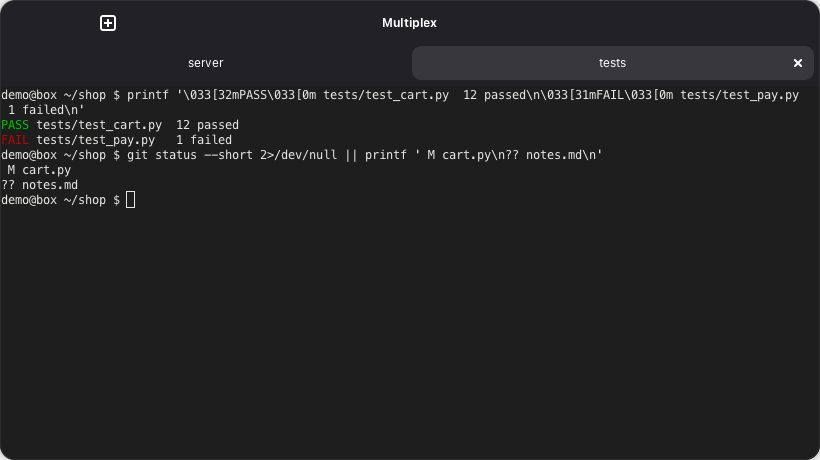 Multiplex
server
tests
demo@box ~/shop $ printf '\033[32mPASS\033[0m tests/test_cart.py  12 passed\n\033[31mFAIL\033[0m tests/test_pay.py
 1 failed\n'
PASS tests/test_cart.py  12 passed
FAIL tests/test_pay.py   1 failed
demo@box ~/shop $ git status --short 2>/dev/null || printf ' M cart.py\n?? notes.md\n'
 M cart.py
?? notes.md
demo@box ~/shop $